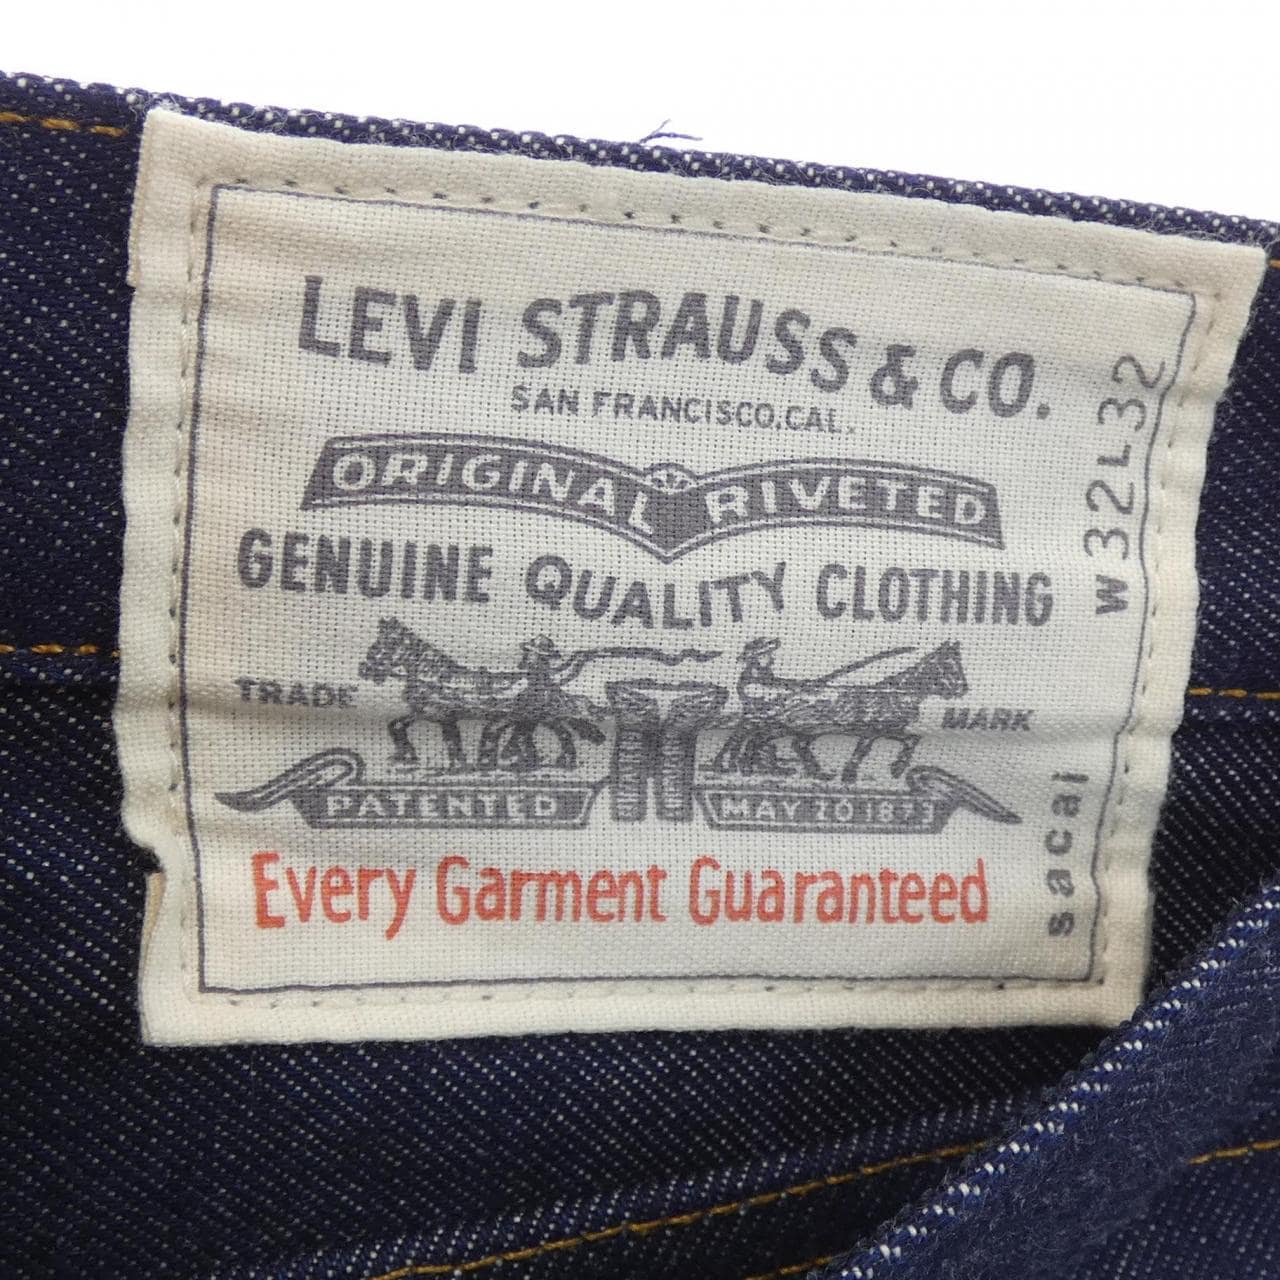 LEVI STRAUSS & CO.
SAN FRANCISCO, CAL.
ORIGINAL RIVETED
GENUINE QUALITY CLOTHING
TRADE MARK
PATENTED MAY 20 1873
Every Garment Guaranteed
W32L32
sacai